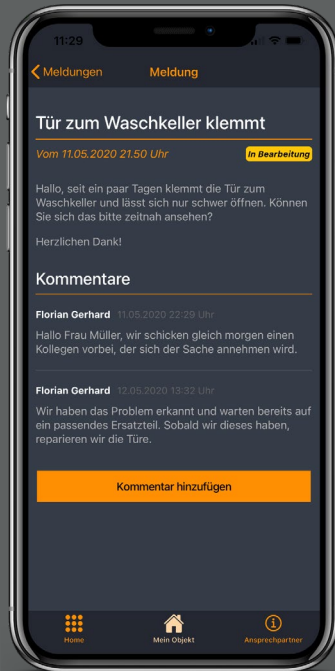 11:29
Meldungen
Meldung
Tür zum Waschkeller klemmt
Vom 11.05.2020 21.50 Uhr
In Bearbeitung
Hallo, seit ein paar Tagen klemmt die Tür zum
Waschkeller und lässt sich nur schwer öffnen. Können
Sie sich das bitte zeitnah ansehen?
Herzlichen Dank!
Kommentare
Florian Gerhard 11.05.2020 22:29 Uhr
Hallo Frau Müller, wir schicken gleich morgen einen
Kollegen vorbei, der sich der Sache annehmen wird.
Florian Gerhard 12.05.2020 13:32 Uhr
Wir haben das Problem erkannt und warten bereits auf
ein passendes Ersatzteil. Sobald wir dieses haben,
reparieren wir die Türe.
Kommentar hinzufügen
Home
Mein Objekt
Ansprechpartner